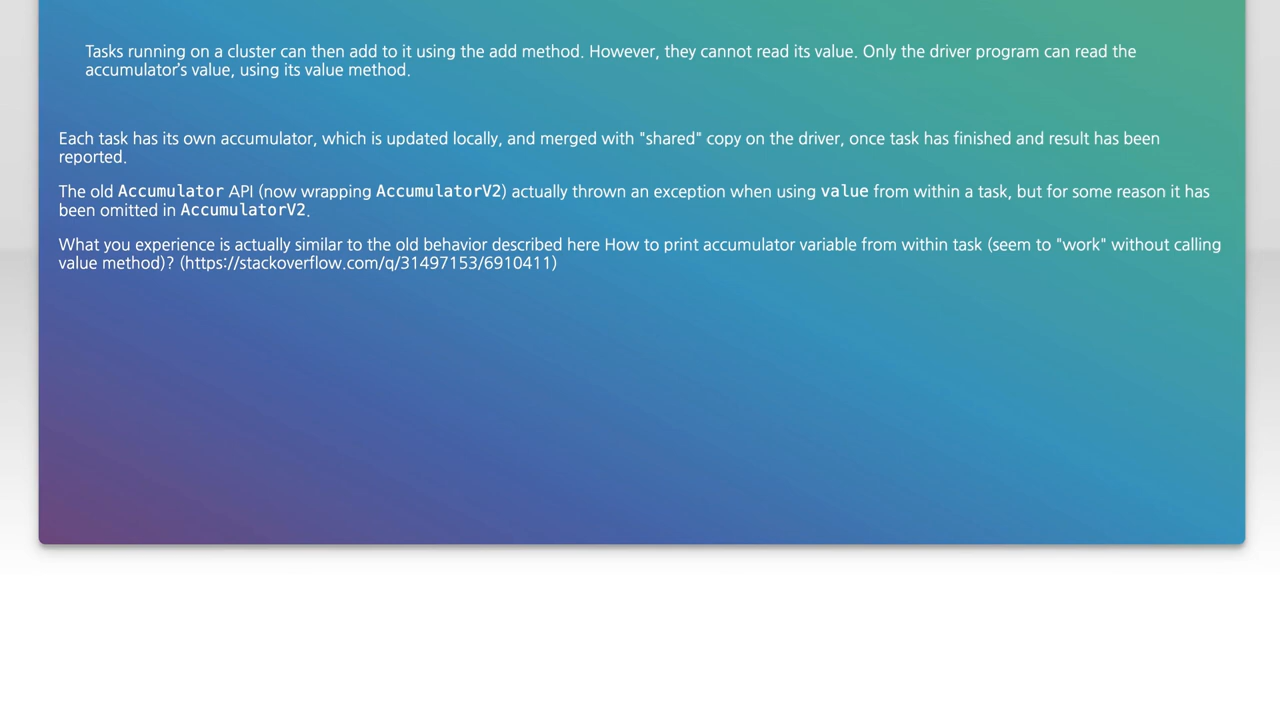 Tasks running on a cluster can then add to it using the add method. However, they cannot read its value. Only the driver program can read the
accumulator's value, using its value method.
Each task has its own accumulator, which is updated locally, and merged with "shared" copy on the driver, once task has finished and result has been
reported.
The old Accumulator API (now wrapping AccumulatorV2) actually thrown an exception when using value from within a task, but for some reason it has
been omitted in AccumulatorV2.
What you experience is actually similar to the old behavior described here How to print accumulator variable from within task (seem to "work" without calling
value method)? (https://stackoverflow.com/q/31497153/6910411)